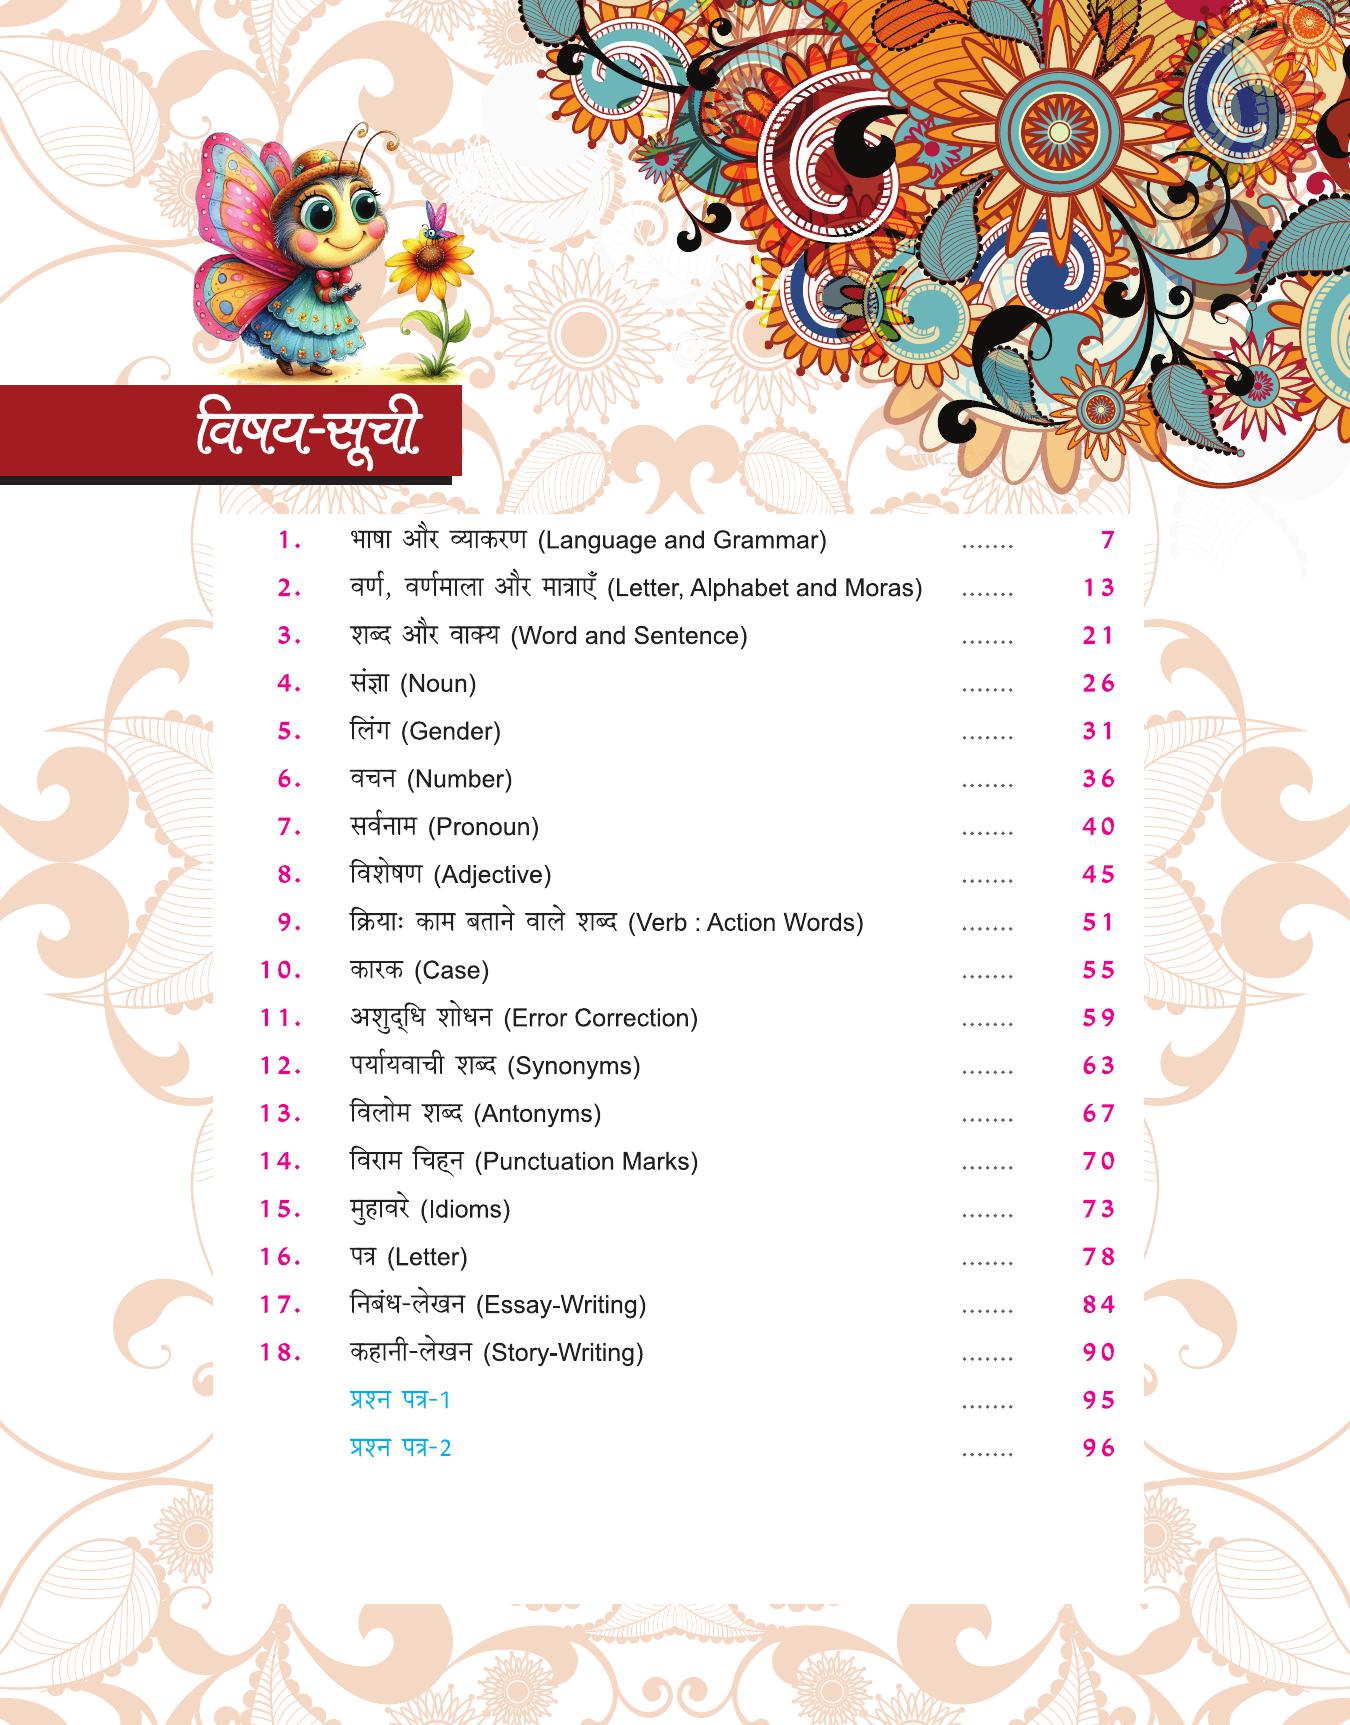 विषय-सूची
1. भाषा और व्याकरण (Language and Grammar) ....... 7
2. वर्ण, वर्णमाला और मात्राएँ (Letter, Alphabet and Moras) ....... 13
3. शब्द और वाक्य (Word and Sentence) ....... 21
4. संज्ञा (Noun) ....... 26
5. लिंग (Gender) ....... 31
6. वचन (Number) ....... 36
7. सर्वनाम (Pronoun) ....... 40
8. विशेषण (Adjective) ....... 45
9. क्रियाः काम बताने वाले शब्द (Verb : Action Words) ....... 51
10. कारक (Case) ....... 55
11. अशुद्‌धि शोधन (Error Correction) ....... 59
12. पर्यायवाची शब्द (Synonyms) ....... 63
13. विलोम शब्द (Antonyms) ....... 67
14. विराम चिह्‌न (Punctuation Marks) ....... 70
15. मुहावरे (Idioms) ....... 73
16. पत्र (Letter) ....... 78
17. निबंध-लेखन (Essay-Writing) ....... 84
18. कहानी-लेखन (Story-Writing) ....... 90
प्रश्न पत्र-1 ....... 95
प्रश्न पत्र-2 ....... 96